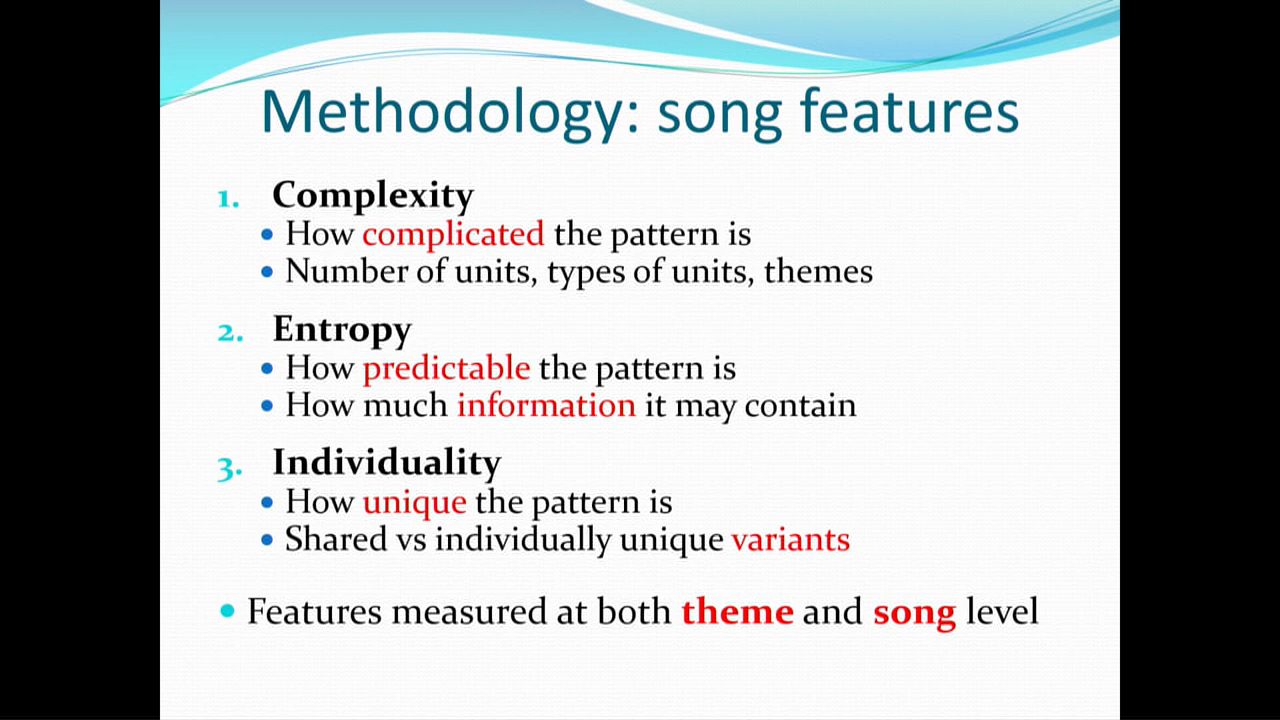 Methodology: song features
1. Complexity
• How complicated the pattern is
• Number of units, types of units, themes
2. Entropy
• How predictable the pattern is
• How much information it may contain
3. Individuality
• How unique the pattern is
• Shared vs individually unique variants
• Features measured at both theme and song level